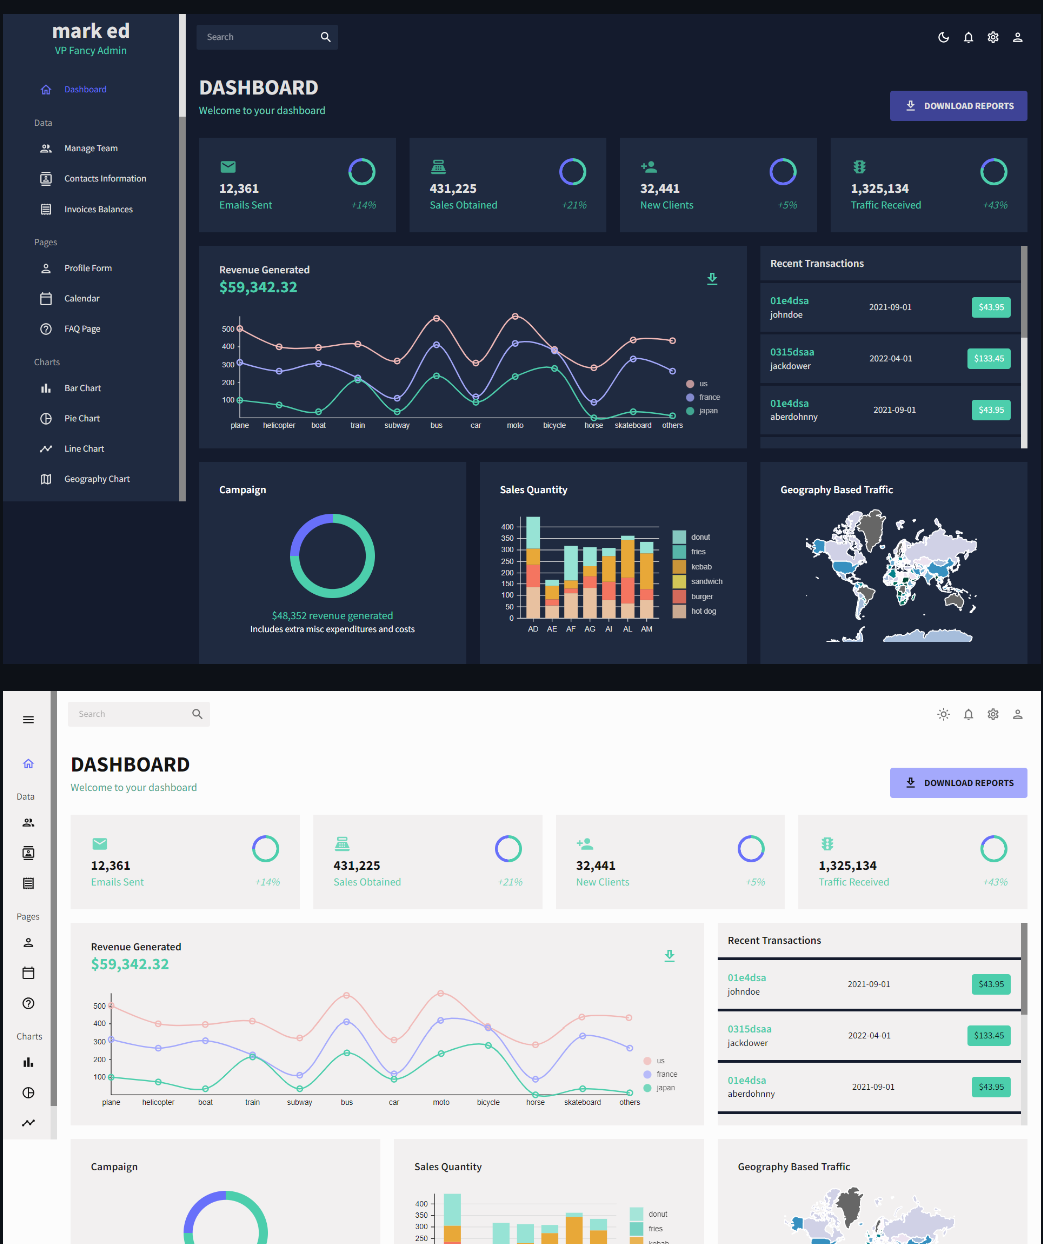 mark ed
VP Fancy Admin
Dashboard
Data
Manage Team
Contacts Information
Invoices Balances
Pages
Profile Form
Calendar
FAQ Page
Charts
Bar Chart
Pie Chart
Line Chart
Geography Chart
Search
DASHBOARD
Welcome to your dashboard
DOWNLOAD REPORTS
12,361
Emails Sent
+14%
431,225
Sales Obtained
+21%
32,441
New Clients
+5%
1,325,134
Traffic Received
+43%
Revenue Generated
$59,342.32
500
400
300
200
100
plane helicopter boat train subway bus car moto bicycle horse skateboard others
us
france
japan
Recent Transactions
01e4dsa
johndoe
2021-09-01
$43.95
0315dsaa
jackdower
2022-04-01
$133.45
01e4dsa
aberdohnny
2021-09-01
$43.95
Campaign
$48,352 revenue generated
Includes extra misc expenditures and costs
Sales Quantity
400
350
300
250
200
150
100
50
0
AD AE AF AG AI AL AM
donut
fries
kebab
sandwich
burger
hot dog
Geography Based Traffic
Data
Pages
Charts
Search
DASHBOARD
Welcome to your dashboard
DOWNLOAD REPORTS
12,361
Emails Sent
+14%
431,225
Sales Obtained
+21%
32,441
New Clients
+5%
1,325,134
Traffic Received
+43%
Revenue Generated
$59,342.32
500
400
300
200
100
plane helicopter boat train subway bus car moto bicycle horse skateboard others
us
france
japan
Recent Transactions
01e4dsa
johndoe
2021-09-01
$43.95
0315dsaa
jackdower
2022-04-01
$133.45
01e4dsa
aberdohnny
2021-09-01
$43.95
Campaign
Sales Quantity
400
350
300
250
donut
fries
kebab
Geography Based Traffic